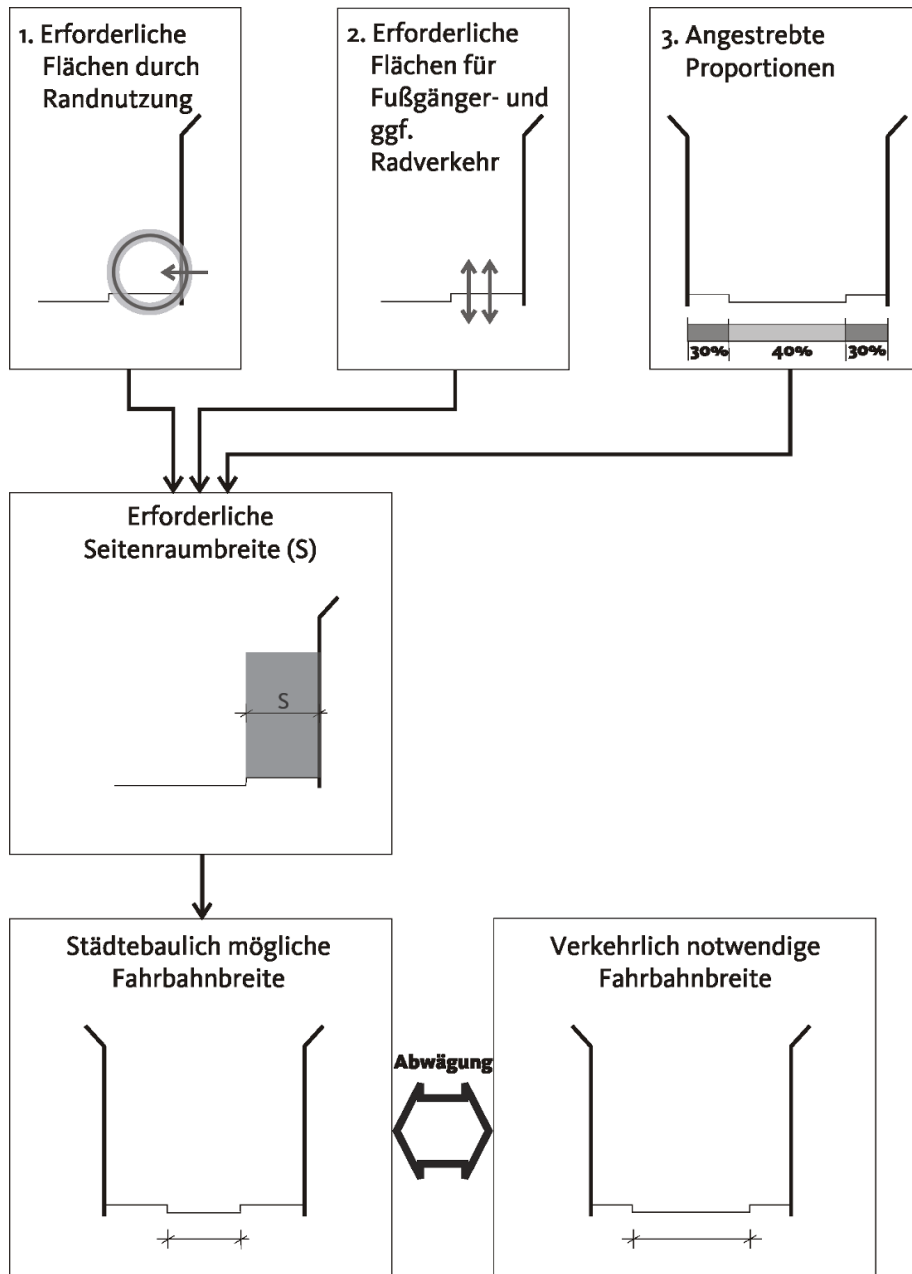 1. Erforderliche
Flächen durch
Randnutzung
2. Erforderliche
Flächen für
Fußgänger- und
ggf.
Radverkehr
3. Angestrebte
Proportionen
30% 40% 30%
Erforderliche
Seitenraumbreite (S)
S
Städtebaulich mögliche
Fahrbahnbreite
Abwägung
Verkehrlich notwendige
Fahrbahnbreite